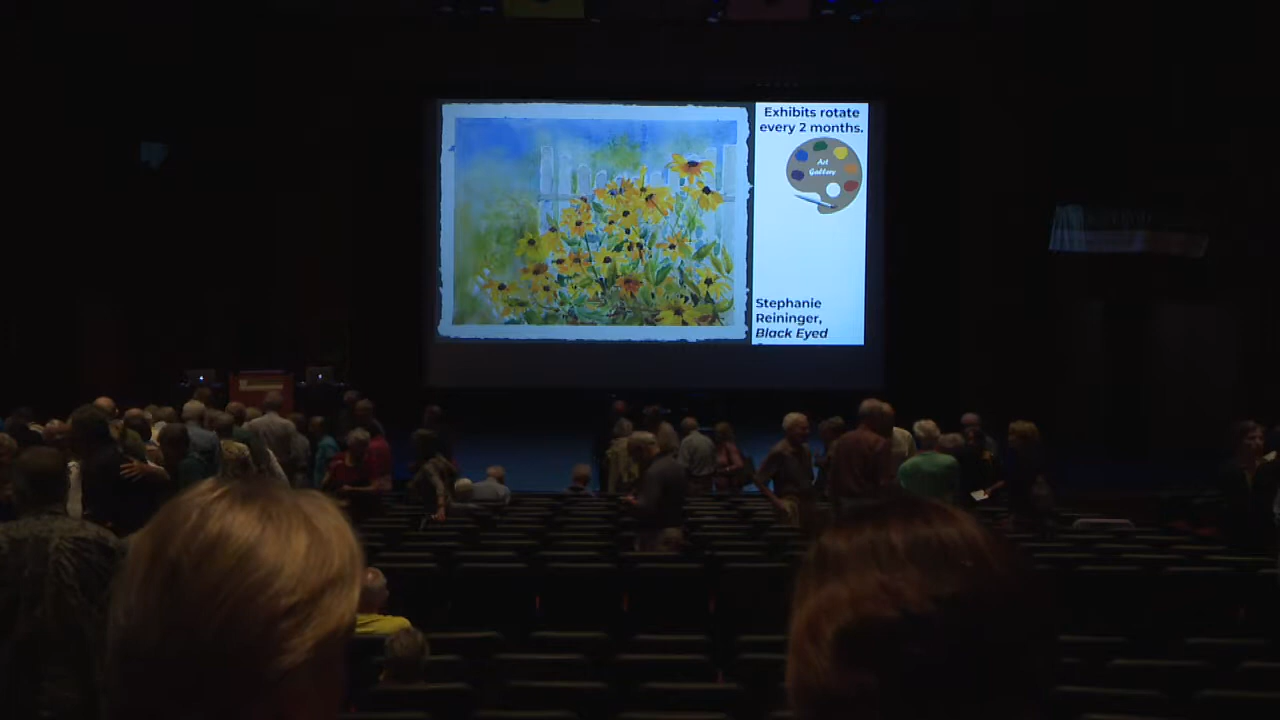 Exhibits rotate
every 2 months.
Art
Gallery
Stephanie
Reininger,
Black Eyed